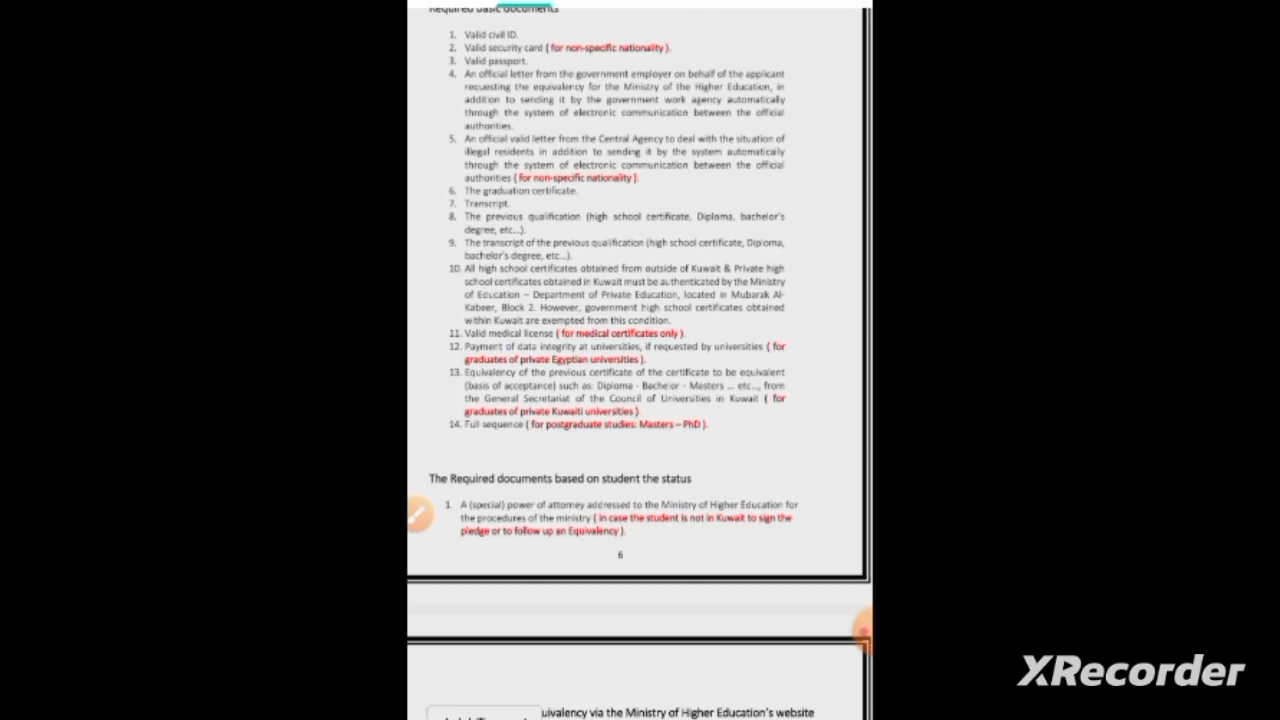 Required basic documents
1. Valid civil ID.
2. Valid security card ( for non-specific nationality ).
3. Valid passport.
4. An official letter from the government employer on behalf of the applicant
requesting the equivalency for the Ministry of the Higher Education, in
addition to sending it by the government work agency automatically
through the system of electronic communication between the official
authorities.
5. An official valid letter from the Central Agency to deal with the situation of
illegal residents in addition to sending it by the system automatically
through the system of electronic communication between the official
authorities ( for non-specific nationality ).
6. The graduation certificate.
7. Transcript.
8. The previous qualification (high school certificate, Diploma, bachelor's
degree, etc...).
9. The transcript of the previous qualification (high school certificate, Diploma,
bachelor's degree, etc...).
10. All high school certificates obtained from outside of Kuwait & Private high
school certificates obtained in Kuwait must be authenticated by the Ministry
of Education – Department of Private Education, located in Mubarak Al-
Kabeer, Block 2. However, government high school certificates obtained
within Kuwait are exempted from this condition.
11. Valid medical license ( for medical certificates only ).
12. Payment of data integrity at universities, if requested by universities ( for
graduates of private Egyptian universities ).
13. Equivalency of the previous certificate of the certificate to be equivalent
(basis of acceptance) such as: Diploma - Bachelor - Masters ... etc..., from
the General Secretariat of the Council of Universities in Kuwait ( for
graduates of private Kuwaiti universities )
14. Full sequence ( for postgraduate studies: Masters – PhD ).
The Required documents based on student the status
1. A (special) power of attorney addressed to the Ministry of Higher Education for
the procedures of the ministry ( in case the student is not in Kuwait to sign the
pledge or to follow up an Equivalency ).
6
uivalency via the Ministry of Higher Education's website
XRecorder